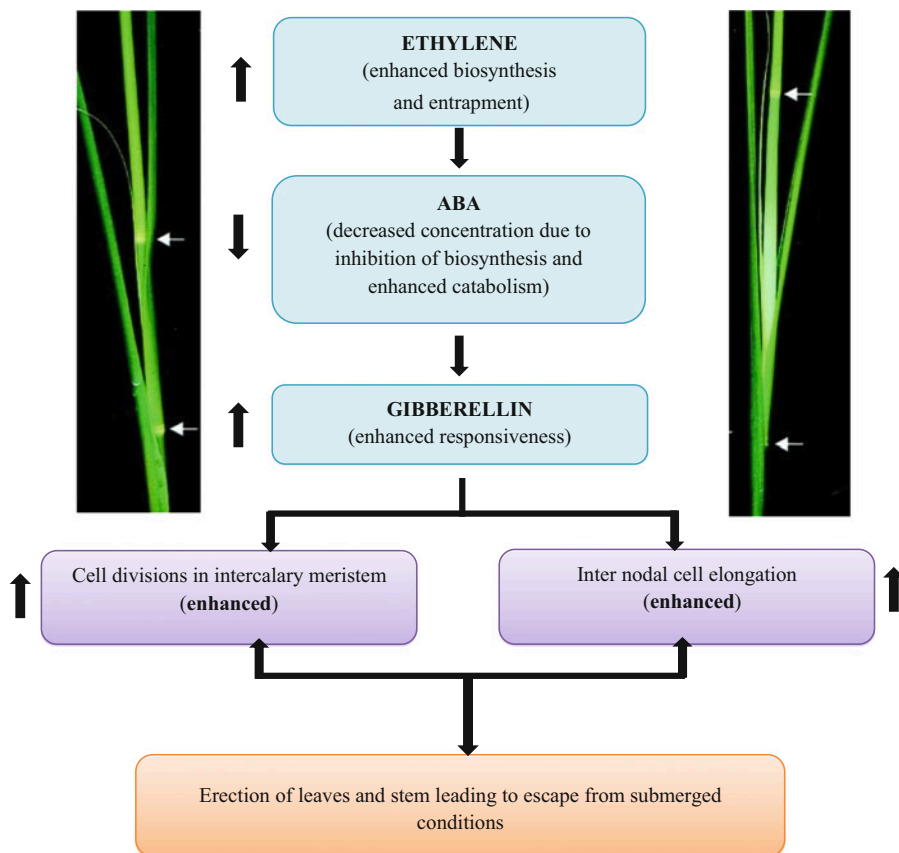 ETHYLENE
(enhanced biosynthesis
and entrapment)
ABA
(decreased concentration due to
inhibition of biosynthesis and
enhanced catabolism)
GIBBERELLIN
(enhanced responsiveness)
Cell divisions in intercalary meristem
(enhanced)
Inter nodal cell elongation
(enhanced)
Erection of leaves and stem leading to escape from submerged
conditions